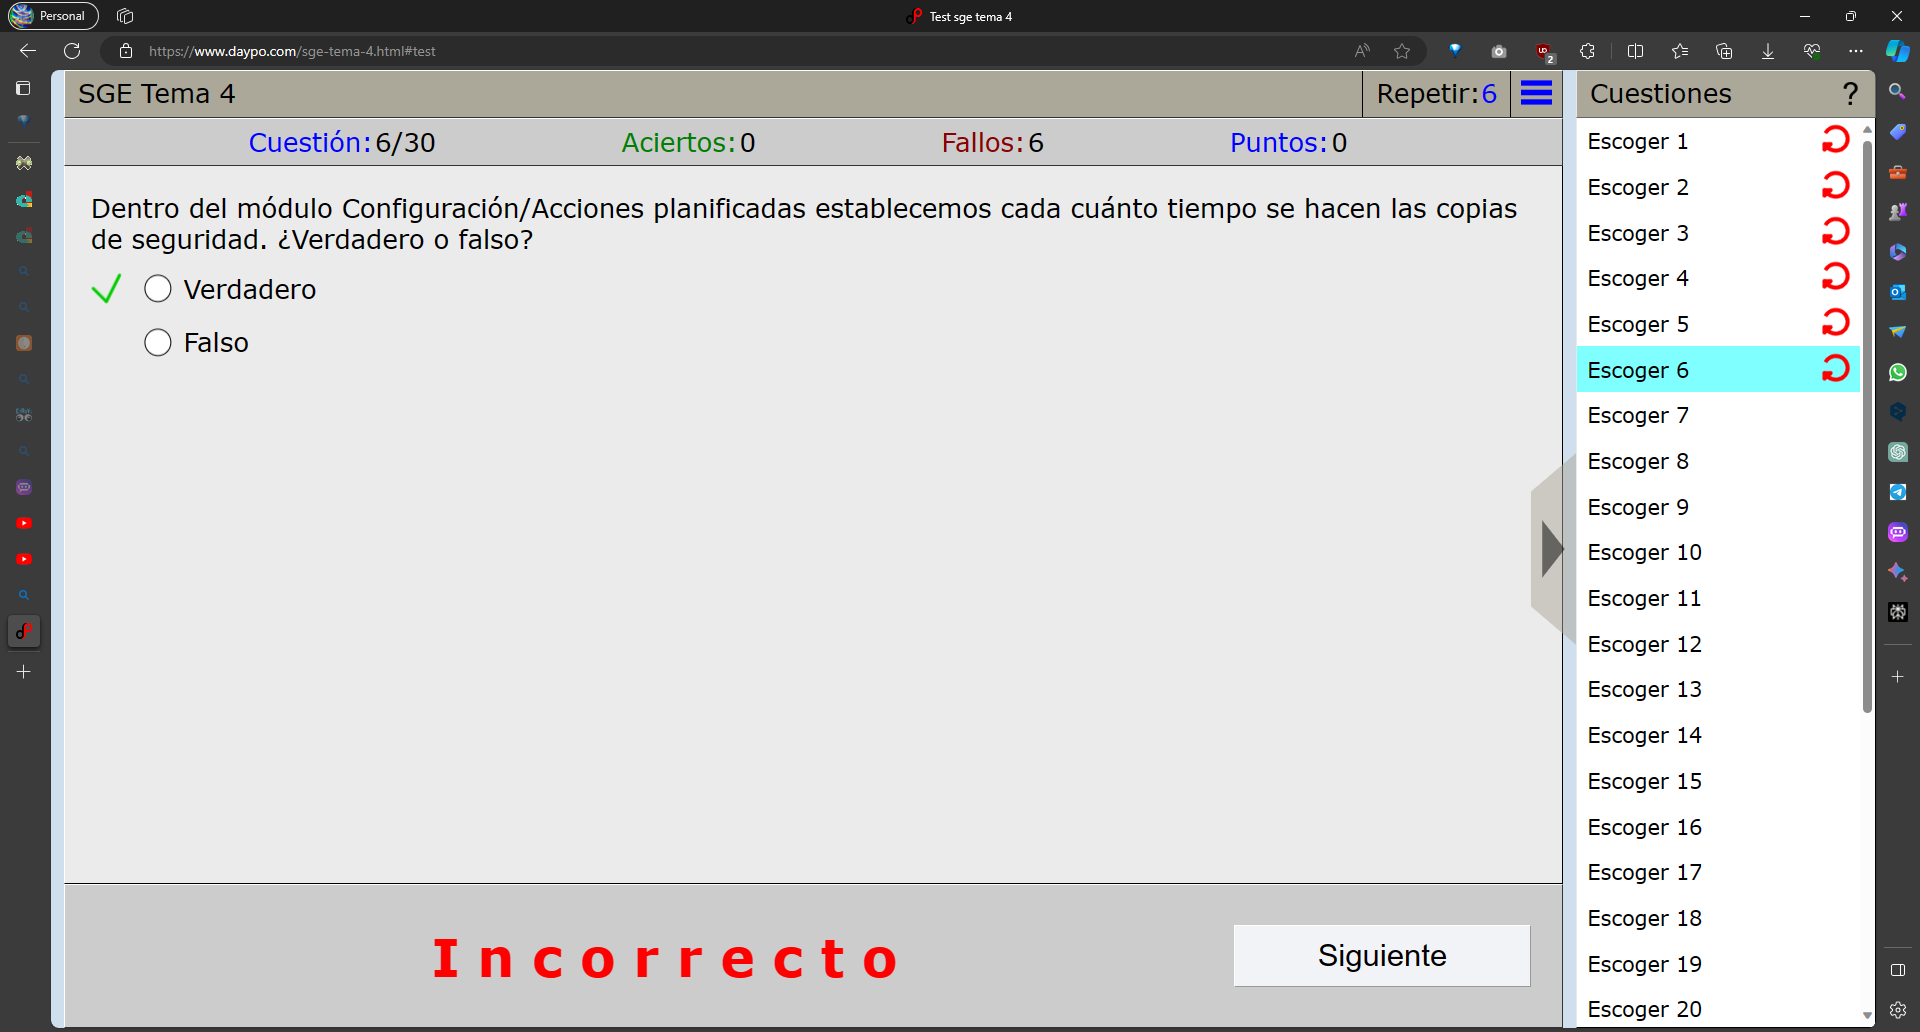 Personal
Test sge tema 4
https://www.daypo.com/sge-tema-4.html#test
2
SGE Tema 4
Repetir:6
Cuestiones
?
Cuestión:6/30
Aciertos:0
Fallos:6
Puntos:0
Dentro del módulo Configuración/Acciones planificadas establecemos cada cuánto tiempo se hacen las copias
de seguridad. ¿Verdadero o falso?
Verdadero
Falso
Incorrecto
Siguiente
Escoger 1
Escoger 2
Escoger 3
Escoger 4
Escoger 5
Escoger 6
Escoger 7
Escoger 8
Escoger 9
Escoger 10
Escoger 11
Escoger 12
Escoger 13
Escoger 14
Escoger 15
Escoger 16
Escoger 17
Escoger 18
Escoger 19
Escoger 20